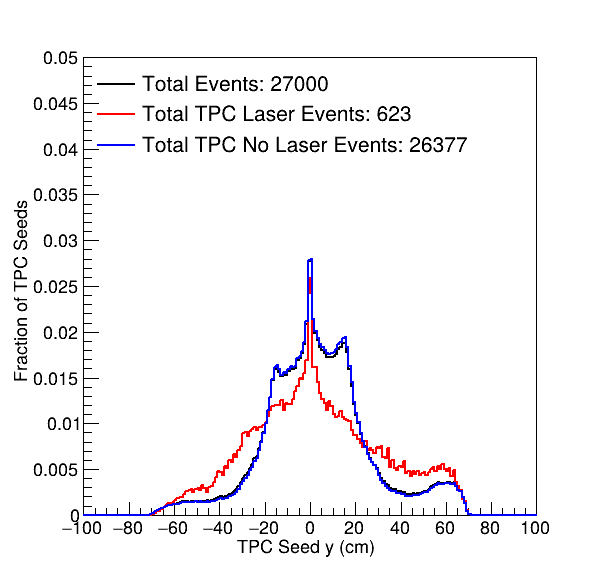 0.05
Total Events: 27000
0.045
Total TPC Laser Events: 623
0.04
Total TPC No Laser Events: 26377
0.035
0.03
0.025
0.02
0.015
0.01
0.005
0
Fraction of TPC Seeds
−100 −80 −60 −40 −20 0 20 40 60 80 100
TPC Seed y (cm)